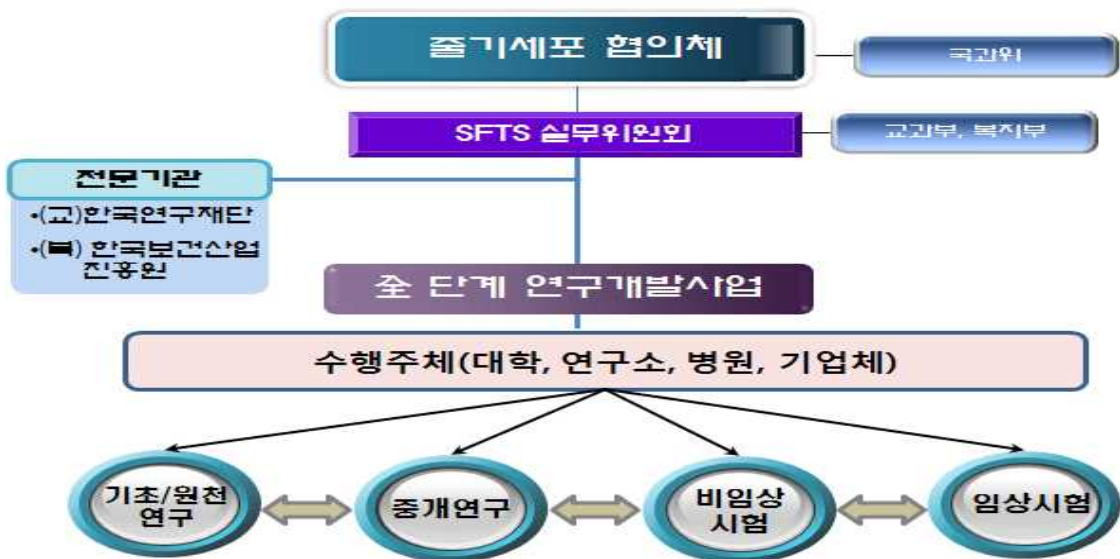 줄기세포 협의체
국과위
SFTS 실무위원회
교과부, 복지부
전문기관
•(교)한국연구재단
•(복) 한국보건산업
진흥원
全 단계 연구개발사업
수행주체(대학, 연구소, 병원, 기업체)
기초/원천
연구
중개연구
비임상
시험
임상시험